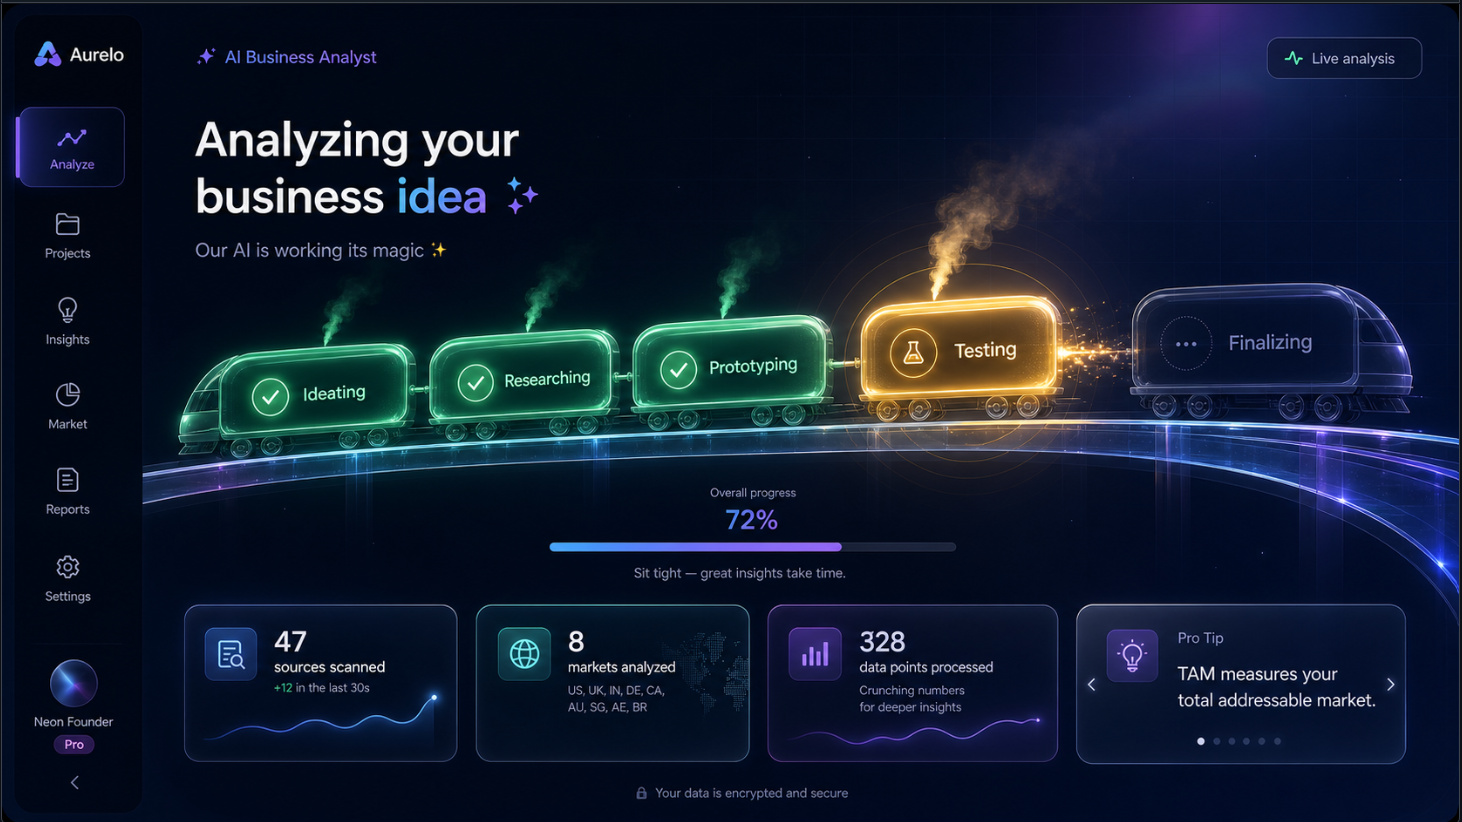 Aurelo
Analyze
Projects
Insights
Market
Reports
Settings
Neon Founder
Pro
AI Business Analyst
Live analysis
Analyzing your
business idea
Our AI is working its magic ✨
Ideating
Researching
Prototyping
Testing
Finalizing
Overall progress
72%
Sit tight — great insights take time.
47
sources scanned
+12 in the last 30s
8
markets analyzed
US, UK, IN, DE, CA,
AU, SG, AE, BR
328
data points processed
Crunching numbers
for deeper insights
Pro Tip
TAM measures your
total addressable market.
Your data is encrypted and secure